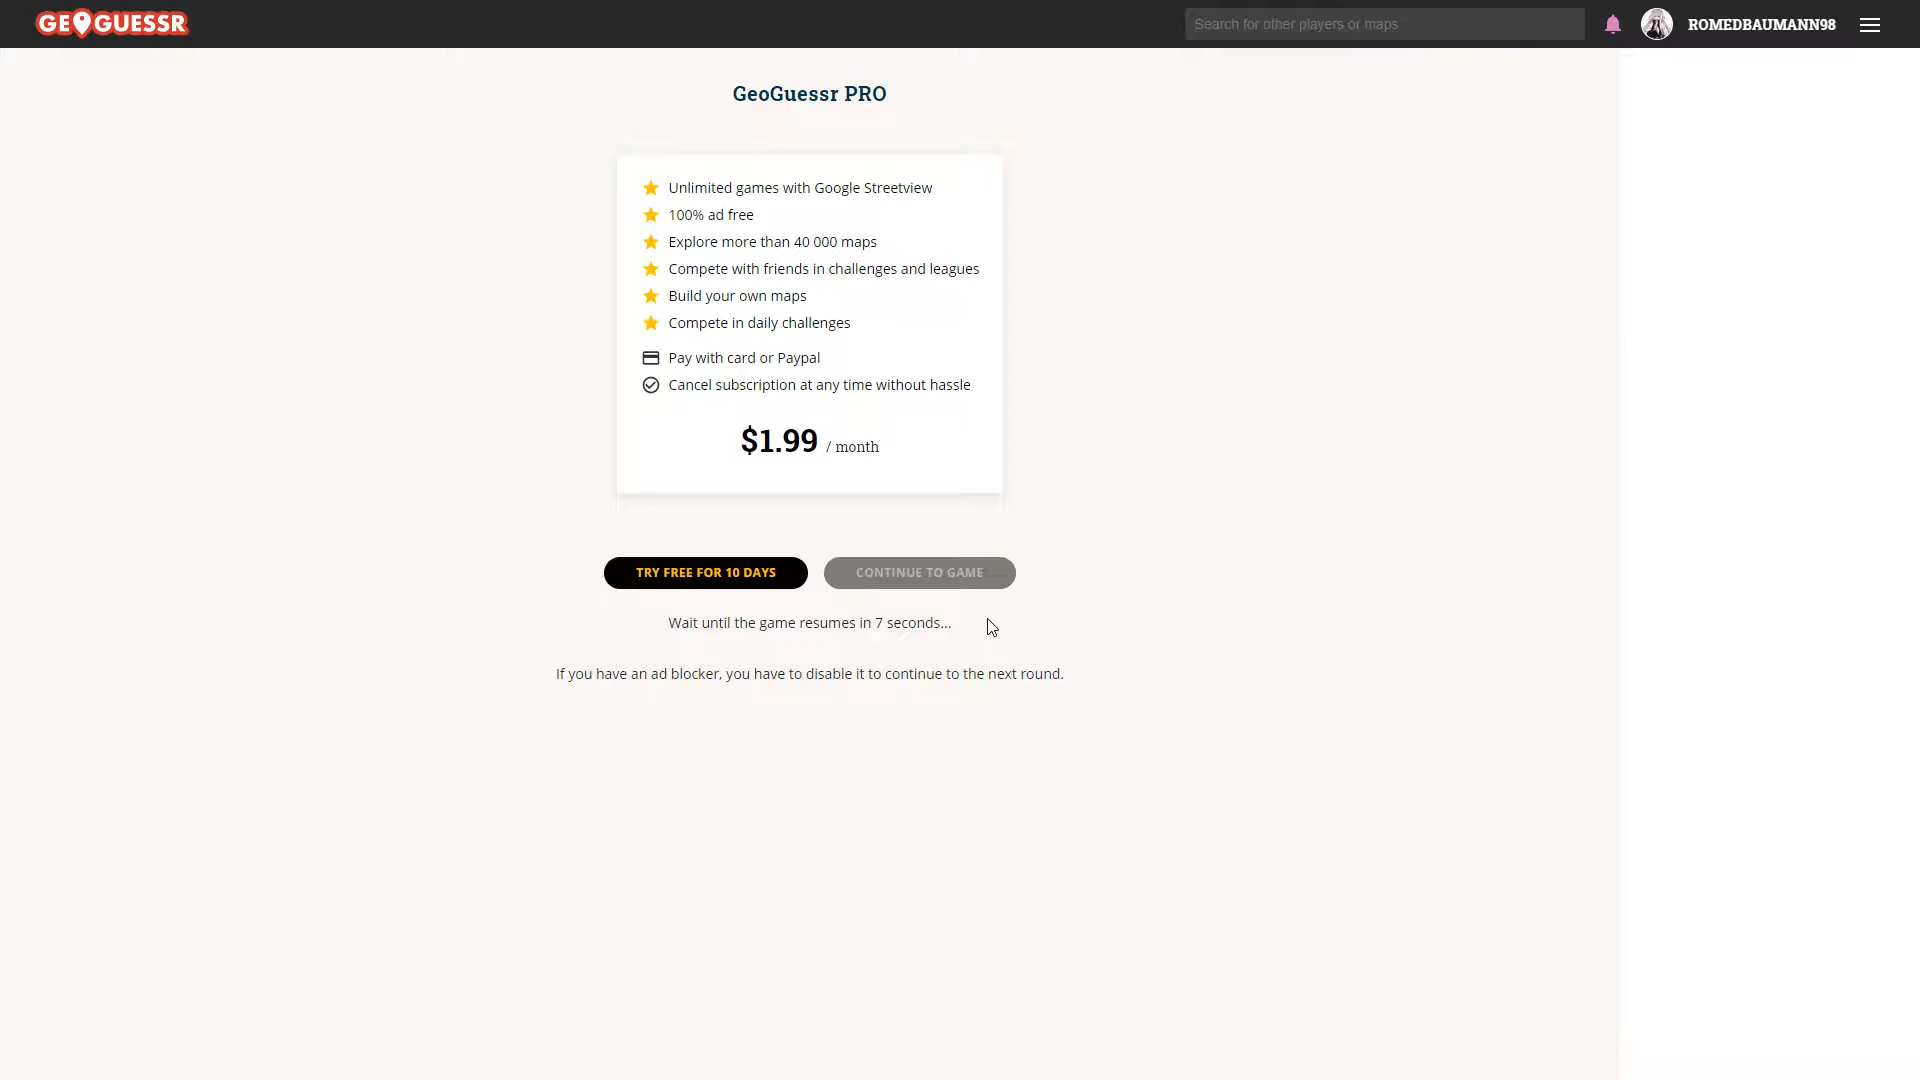 GEOGUESSR
Search for other players or maps
ROMEDBAUMANN98
GeoGuessr PRO
Unlimited games with Google Streetview
100% ad free
Explore more than 40 000 maps
Compete with friends in challenges and leagues
Build your own maps
Compete in daily challenges
Pay with card or Paypal
Cancel subscription at any time without hassle
$1.99 / month
TRY FREE FOR 10 DAYS
CONTINUE TO GAME
Wait until the game resumes in 7 seconds...
If you have an ad blocker, you have to disable it to continue to the next round.